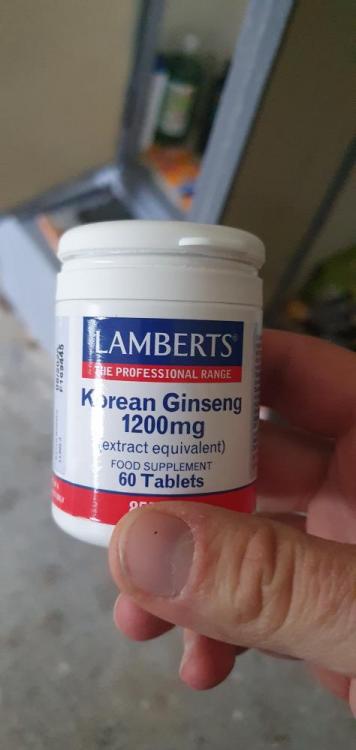 LAMBERTS®
THE PROFESSIONAL RANGE
Korean Ginseng
1200mg
(extract equivalent)
FOOD SUPPLEMENT
60 Tablets